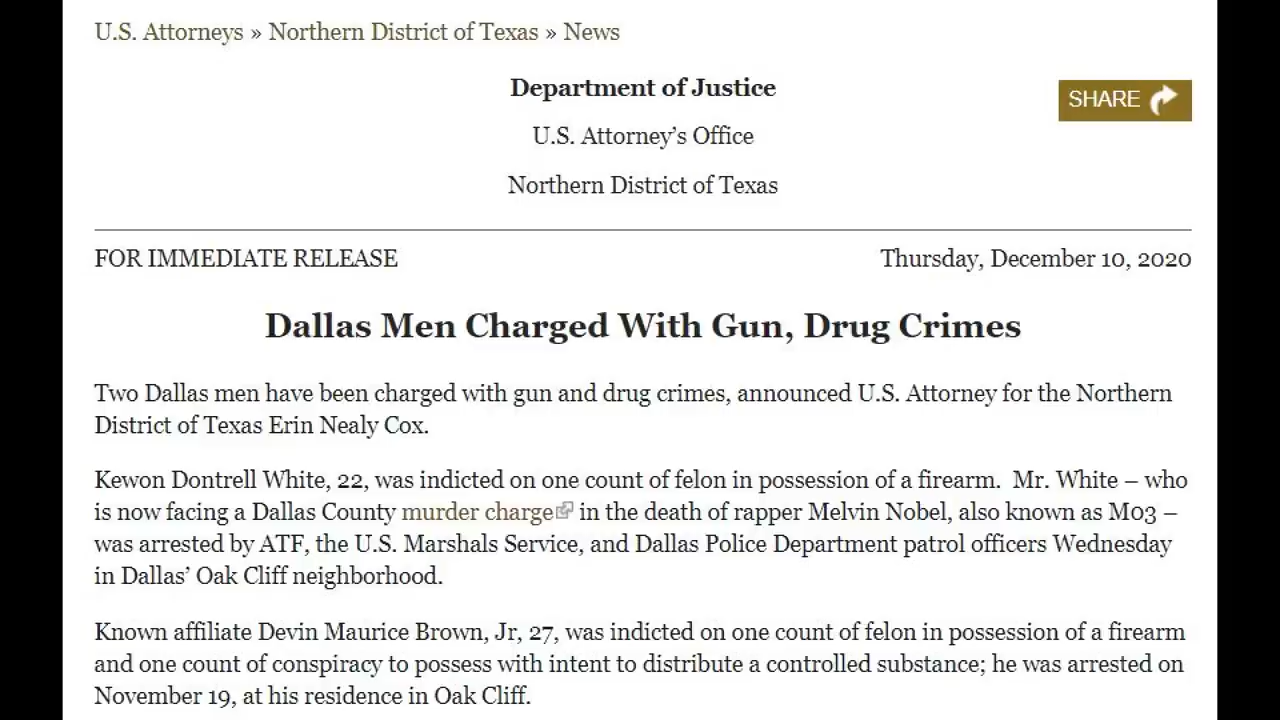 U.S. Attorneys » Northern District of Texas » News
Department of Justice
SHARE
U.S. Attorney’s Office
Northern District of Texas
FOR IMMEDIATE RELEASE
Thursday, December 10, 2020
Dallas Men Charged With Gun, Drug Crimes
Two Dallas men have been charged with gun and drug crimes, announced U.S. Attorney for the Northern
District of Texas Erin Nealy Cox.
Kewon Dontrell White, 22, was indicted on one count of felon in possession of a firearm.  Mr. White – who
is now facing a Dallas County murder charge in the death of rapper Melvin Nobel, also known as Mo3 –
was arrested by ATF, the U.S. Marshals Service, and Dallas Police Department patrol officers Wednesday
in Dallas’ Oak Cliff neighborhood.
Known affiliate Devin Maurice Brown, Jr, 27, was indicted on one count of felon in possession of a firearm
and one count of conspiracy to possess with intent to distribute a controlled substance; he was arrested on
November 19, at his residence in Oak Cliff.